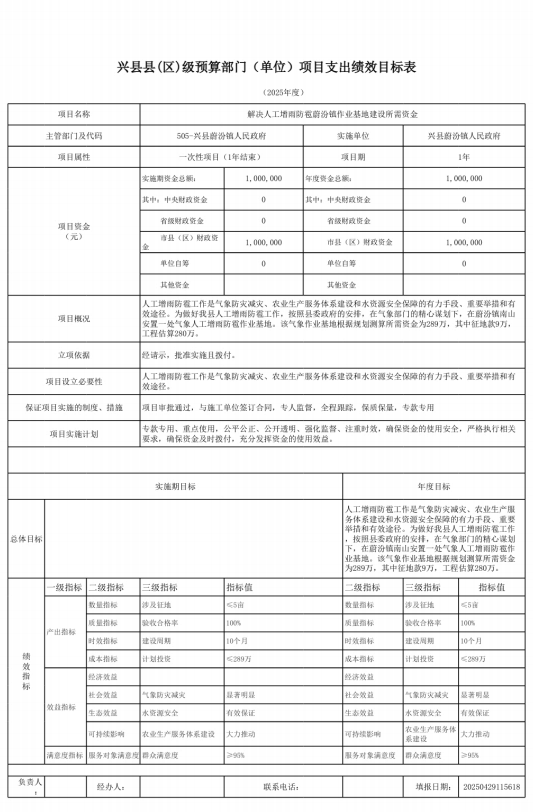 兴县县(区)级预算部门（单位）项目支出绩效目标表
（2025年度）
项目名称 解决人工增雨防雹蔚汾镇作业基地建设所需资金
主管部门及代码 505-兴县蔚汾镇人民政府 实施单位 兴县蔚汾镇人民政府
项目属性 一次性项目（1年结束） 项目期 1年
项目资金
（元）
实施期资金总额： 1,000,000 年度资金总额： 1,000,000
其中：中央财政资金 0 其中：中央财政资金 0
省级财政资金 0 省级财政资金 0
市县（区）财政资
金 1,000,000 市县（区）财政资金 1,000,000
单位自筹 0 单位自筹 0
其他资金 其他资金
项目概况
人工增雨防雹工作是气象防灾减灾、农业生产服务体系建设和水资源安全保障的有力手段、重要举措和有
效途径。为做好我县人工增雨防雹工作，按照县委政府的安排，在气象部门的精心谋划下，在蔚汾镇南山
安置一处气象人工增雨防雹作业基地。该气象作业基地根据规划测算所需资金为289万，其中征地款9万，
工程估算280万。
立项依据 经请示，批准实施且拨付。
项目设立必要性
人工增雨防雹工作是气象防灾减灾、农业生产服务体系建设和水资源安全保障的有力手段、重要举措和有
效途径。
保证项目实施的制度、措施 项目审批通过，与施工单位签订合同，专人监督，全程跟踪，保质保量，专款专用
项目实施计划
专款专用、重点使用，公平公正、公开透明、强化监督、注重时效，确保资金的使用安全，严格执行相关
要求，确保资金及时拨付，充分发挥资金的使用效益。
实施期目标 年度目标
总体目标
人工增雨防雹工作是气象防灾减灾、农业生产服
务体系建设和水资源安全保障的有力手段、重要
举措和有效途径。为做好我县人工增雨防雹工作
，按照县委政府的安排，在气象部门的精心谋划
下，在蔚汾镇南山安置一处气象人工增雨防雹作
业基地。该气象作业基地根据规划测算所需资金
为289万，其中征地款9万，工程估算280万。
绩效指标
一级指标 二级指标 三级指标 指标值 二级指标 三级指标 指标值
产出指标
数量指标 涉及征地 ≤5亩 数量指标 涉及征地 ≤5亩
质量指标 验收合格率 100% 质量指标 验收合格率 100%
时效指标 建设周期 10个月 时效指标 建设周期 10个月
成本指标 计划投资 ≤289万 成本指标 计划投资 ≤289万
效益指标
经济效益 经济效益
社会效益 气象防灾减灾 显著明显 社会效益 气象防灾减灾 显著明显
生态效益 水资源安全 有效保证 生态效益 水资源安全 有效保证
可持续影响 农业生产服务体系建设 大力推动 可持续影响 农业生产服务体
系建设 大力推动
满意度指标 服务对象满意度 群众满意度 ≥95% 服务对象满意度 群众满意度 ≥95%
负责人
： 经办人： 联系电话： 填报日期： 20250429115618